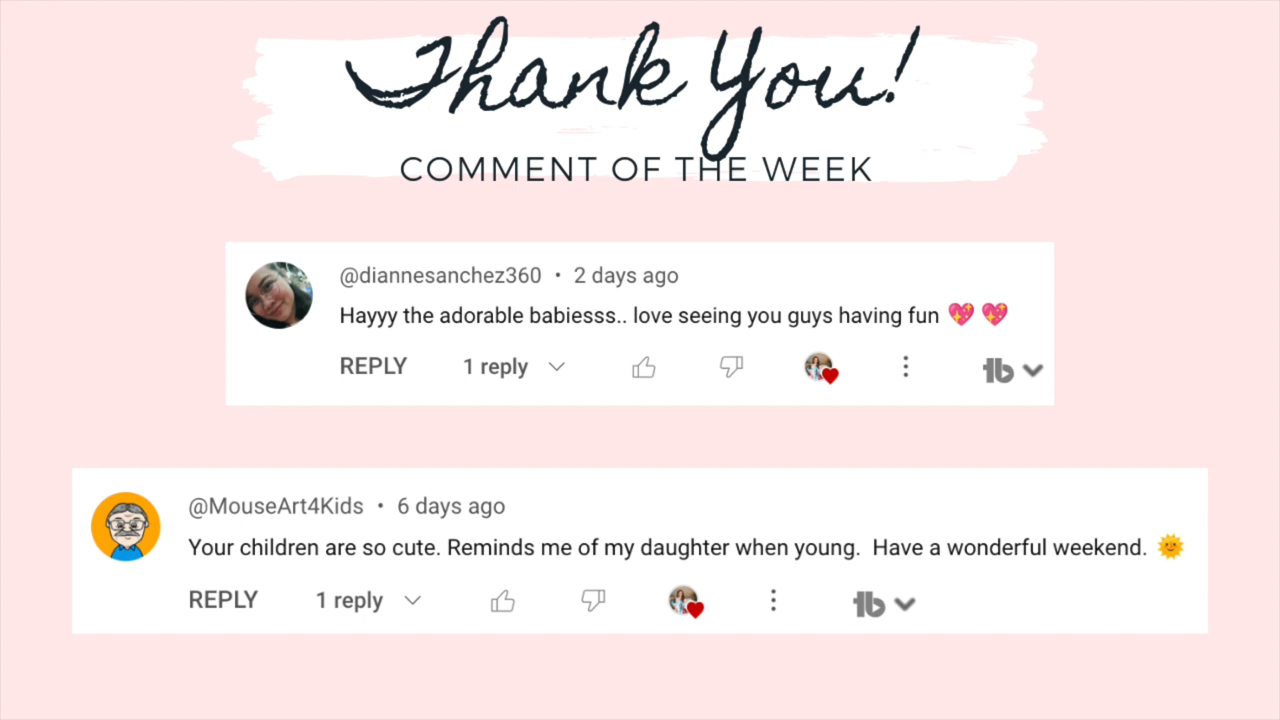 Thank You!
COMMENT OF THE WEEK
@diannesanchez360 • 2 days ago
Hayyy the adorable babiesss.. love seeing you guys having fun 💖 💖
REPLY 1 reply
tb
@MouseArt4Kids • 6 days ago
Your children are so cute. Reminds me of my daughter when young.  Have a wonderful weekend. 🌞
REPLY 1 reply
tb